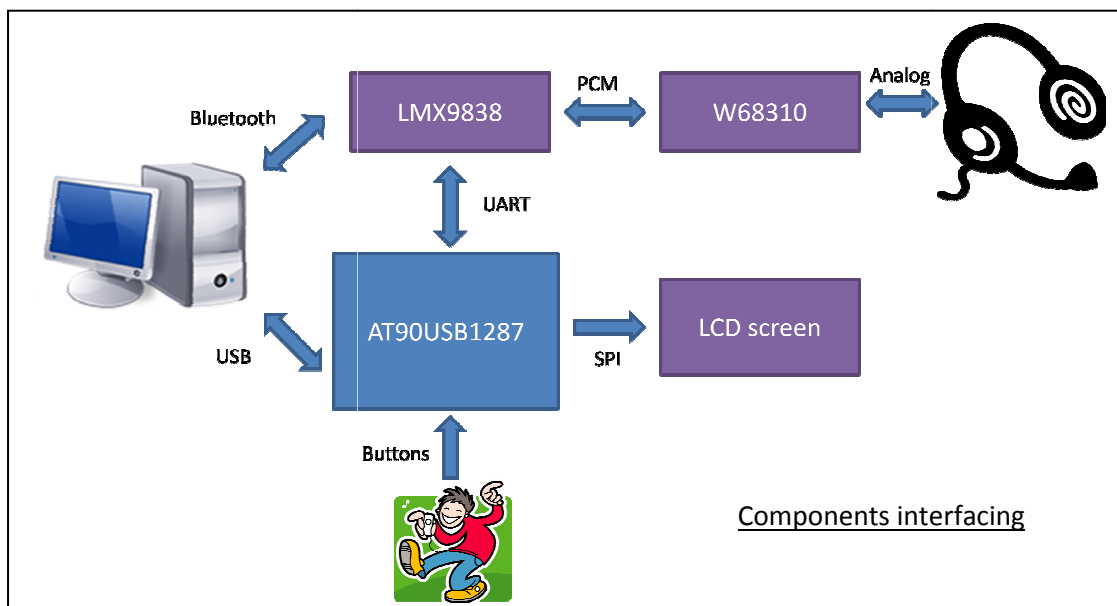 Analog
PCM
LMX9838
W68310
Bluetooth
UART
AT90USB1287
LCD screen
USB
SPI
Buttons
Components interfacing